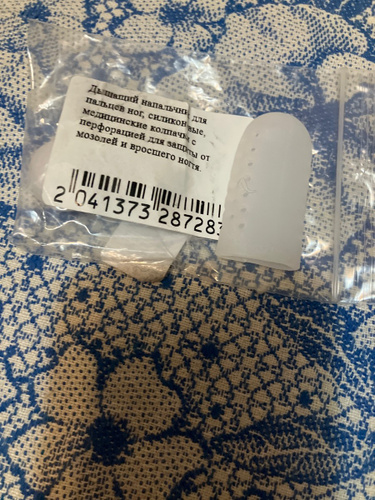 Дышащий напальчник для
пальцев ног, силиконовые,
медицинские колпачки с
перфорацией для защиты от
мозолей и вросшего ногтя.
2 041373 287283